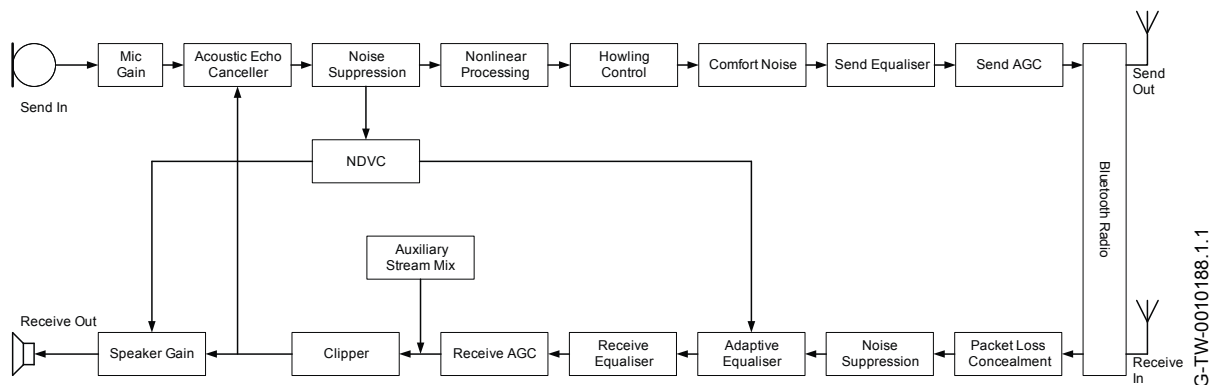 Mic
Gain
Acoustic Echo
Canceller
Noise
Suppression
Nonlinear
Processing
Howling
Control
Comfort Noise
Send Equaliser
Send AGC
Send In
Send
Out
NDVC
Bluetooth Radio
Auxiliary
Stream Mix
Receive Out
Speaker Gain
Clipper
Receive AGC
Receive
Equaliser
Adaptive
Equaliser
Noise
Suppression
Packet Loss
Concealment
Receive
In
G-TW-0010188.1.1